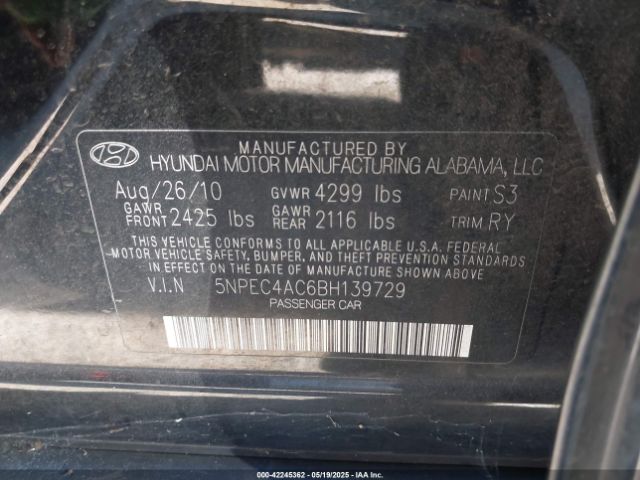 MANUFACTURED BY
HYUNDAI MOTOR MANUFACTURING ALABAMA, LLC
Aug/26/10 GVWR 4299 lbs PAINT S3
GAWR FRONT 2425 lbs GAWR REAR 2116 lbs TRIM RY
THIS VEHICLE CONFORMS TO ALL APPLICABLE U.S.A. FEDERAL
MOTOR VEHICLE SAFETY, BUMPER, AND THEFT PREVENTION STANDARDS
IN EFFECT ON THE DATE OF MANUFACTURE SHOWN ABOVE
V.I.N 5NPEC4AC6BH139729
PASSENGER CAR
000-42245362 - 05/19/2025 - IAA Inc.